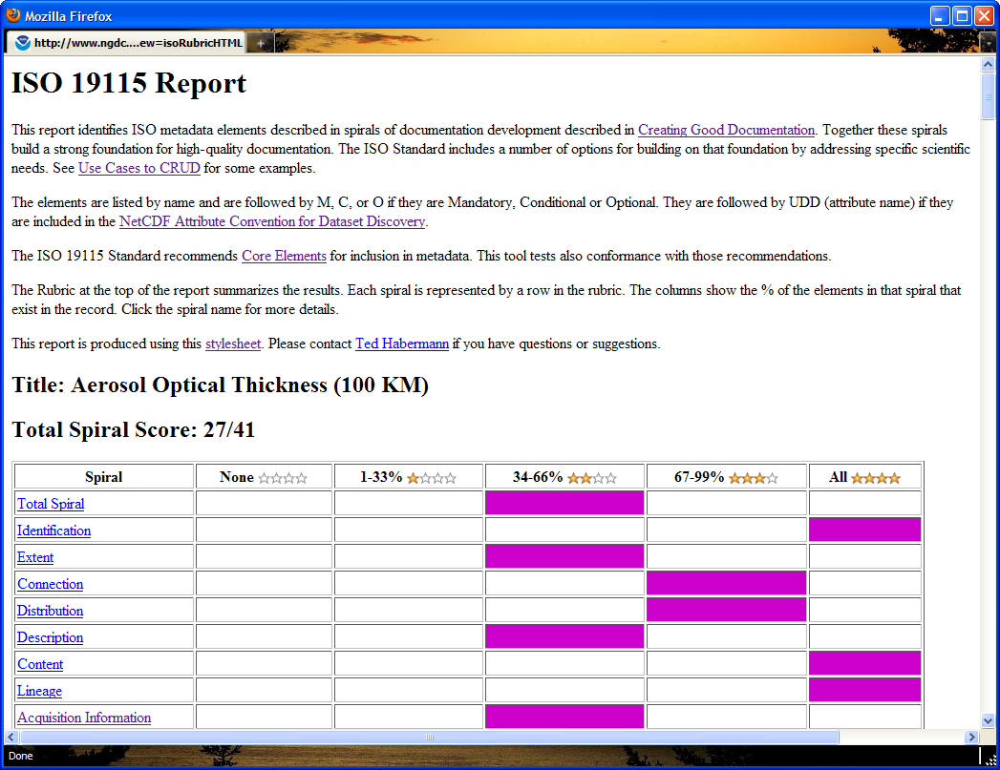 Mozilla Firefox
http://www.ngdc....ew=isoRubricHTML
ISO 19115 Report
This report identifies ISO metadata elements described in spirals of documentation development described in Creating Good Documentation. Together these spirals
build a strong foundation for high-quality documentation. The ISO Standard includes a number of options for building on that foundation by addressing specific scientific
needs. See Use Cases to CRUD for some examples.
The elements are listed by name and are followed by M, C, or O if they are Mandatory, Conditional or Optional. They are followed by UDD (attribute name) if they
are included in the NetCDF Attribute Convention for Dataset Discovery.
The ISO 19115 Standard recommends Core Elements for inclusion in metadata. This tool tests also conformance with those recommendations.
The Rubric at the top of the report summarizes the results. Each spiral is represented by a row in the rubric. The columns show the % of the elements in that spiral that
exist in the record. Click the spiral name for more details.
This report is produced using this stylesheet. Please contact Ted Habermann if you have questions or suggestions.
Title: Aerosol Optical Thickness (100 KM)
Total Spiral Score: 27/41
Spiral None 1-33% 34-66% 67-99% All
Total Spiral
Identification
Extent
Connection
Distribution
Description
Content
Lineage
Acquisition Information
Done